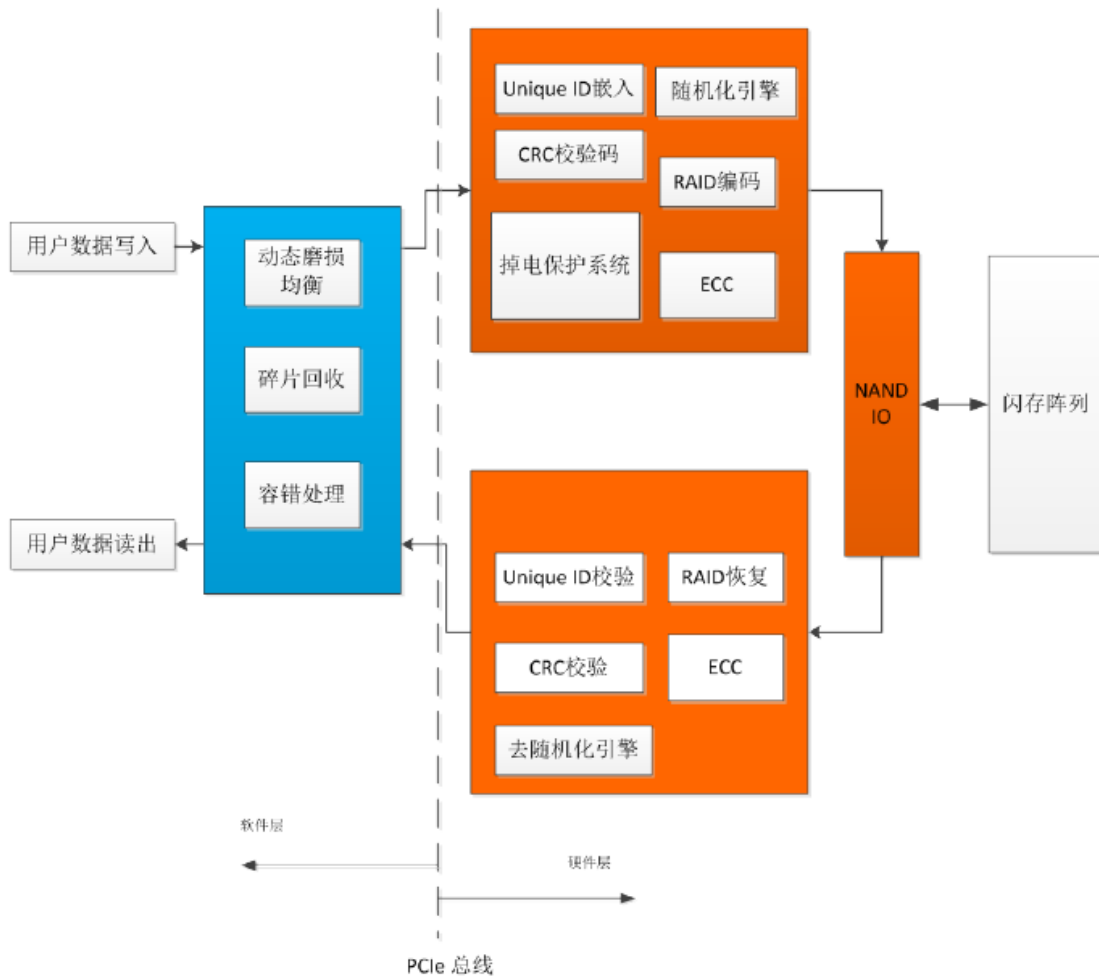 Unique ID嵌入
随机化引擎
CRC校验码
RAID编码
用户数据写入
动态磨损
均衡
掉电保护系统
ECC
碎片回收
NAND
IO
闪存阵列
容错处理
用户数据读出
Unique ID校验
RAID恢复
CRC校验
ECC
去随机化引擎
软件层
硬件层
PCIe 总线